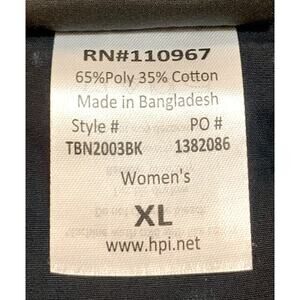 RN#110967
65%Poly 35% Cotton
Made in Bangladesh
Style # PO #
TBN2003BK 1382086
Women's
XL
www.hpi.net